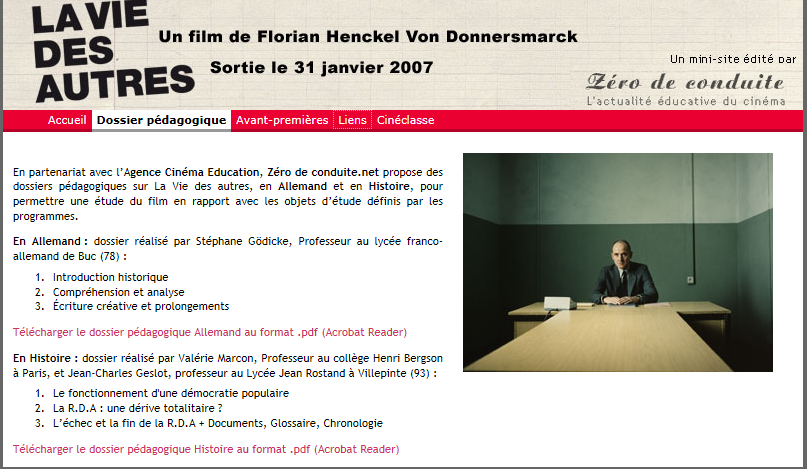 LA VIE
DES
AUTRES
Un film de Florian Henckel Von Donnersmarck
Sortie le 31 janvier 2007
Un mini-site édité par
Zéro de conduite
L'actualité éducative du cinéma
Accueil Dossier pédagogique Avant-premières Liens Cinéclasse
En partenariat avec l'Agence Cinéma Education, Zéro de conduite.net propose des
dossiers pédagogiques sur La Vie des autres, en Allemand et en Histoire, pour
permettre une étude du film en rapport avec les objets d'étude définis par les
programmes.
En Allemand : dossier réalisé par Stéphane Gödicke, Professeur au lycée franco-
allemand de Buc (78) :
1. Introduction historique
2. Compréhension et analyse
3. Écriture créative et prolongements
Télécharger le dossier pédagogique Allemand au format .pdf (Acrobat Reader)
En Histoire : dossier réalisé par Valérie Marcon, Professeur au collège Henri Bergson
à Paris, et Jean-Charles Geslot, professeur au Lycée Jean Rostand à Villepinte (93) :
1. Le fonctionnement d'une démocratie populaire
2. La R.D.A : une dérive totalitaire ?
3. L'échec et la fin de la R.D.A + Documents, Glossaire, Chronologie
Télécharger le dossier pédagogique Histoire au format .pdf (Acrobat Reader)